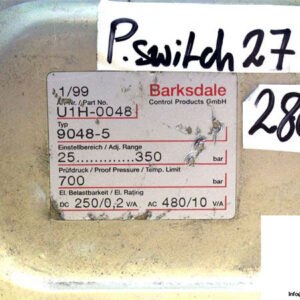 P. switch 27
1/99
Barksdale
Control Products GmbH
Art-Nr. / Part No.
U1H-0048
Typ
9048-5
Einstellbereich / Adj. Range
25............350 bar
Prüfdruck / Proof Pressure / Temp. Limit
700 bar
El. Belastbarkeit / El. Rating
DC 250/0,2 V/A AC 480/10 V/A